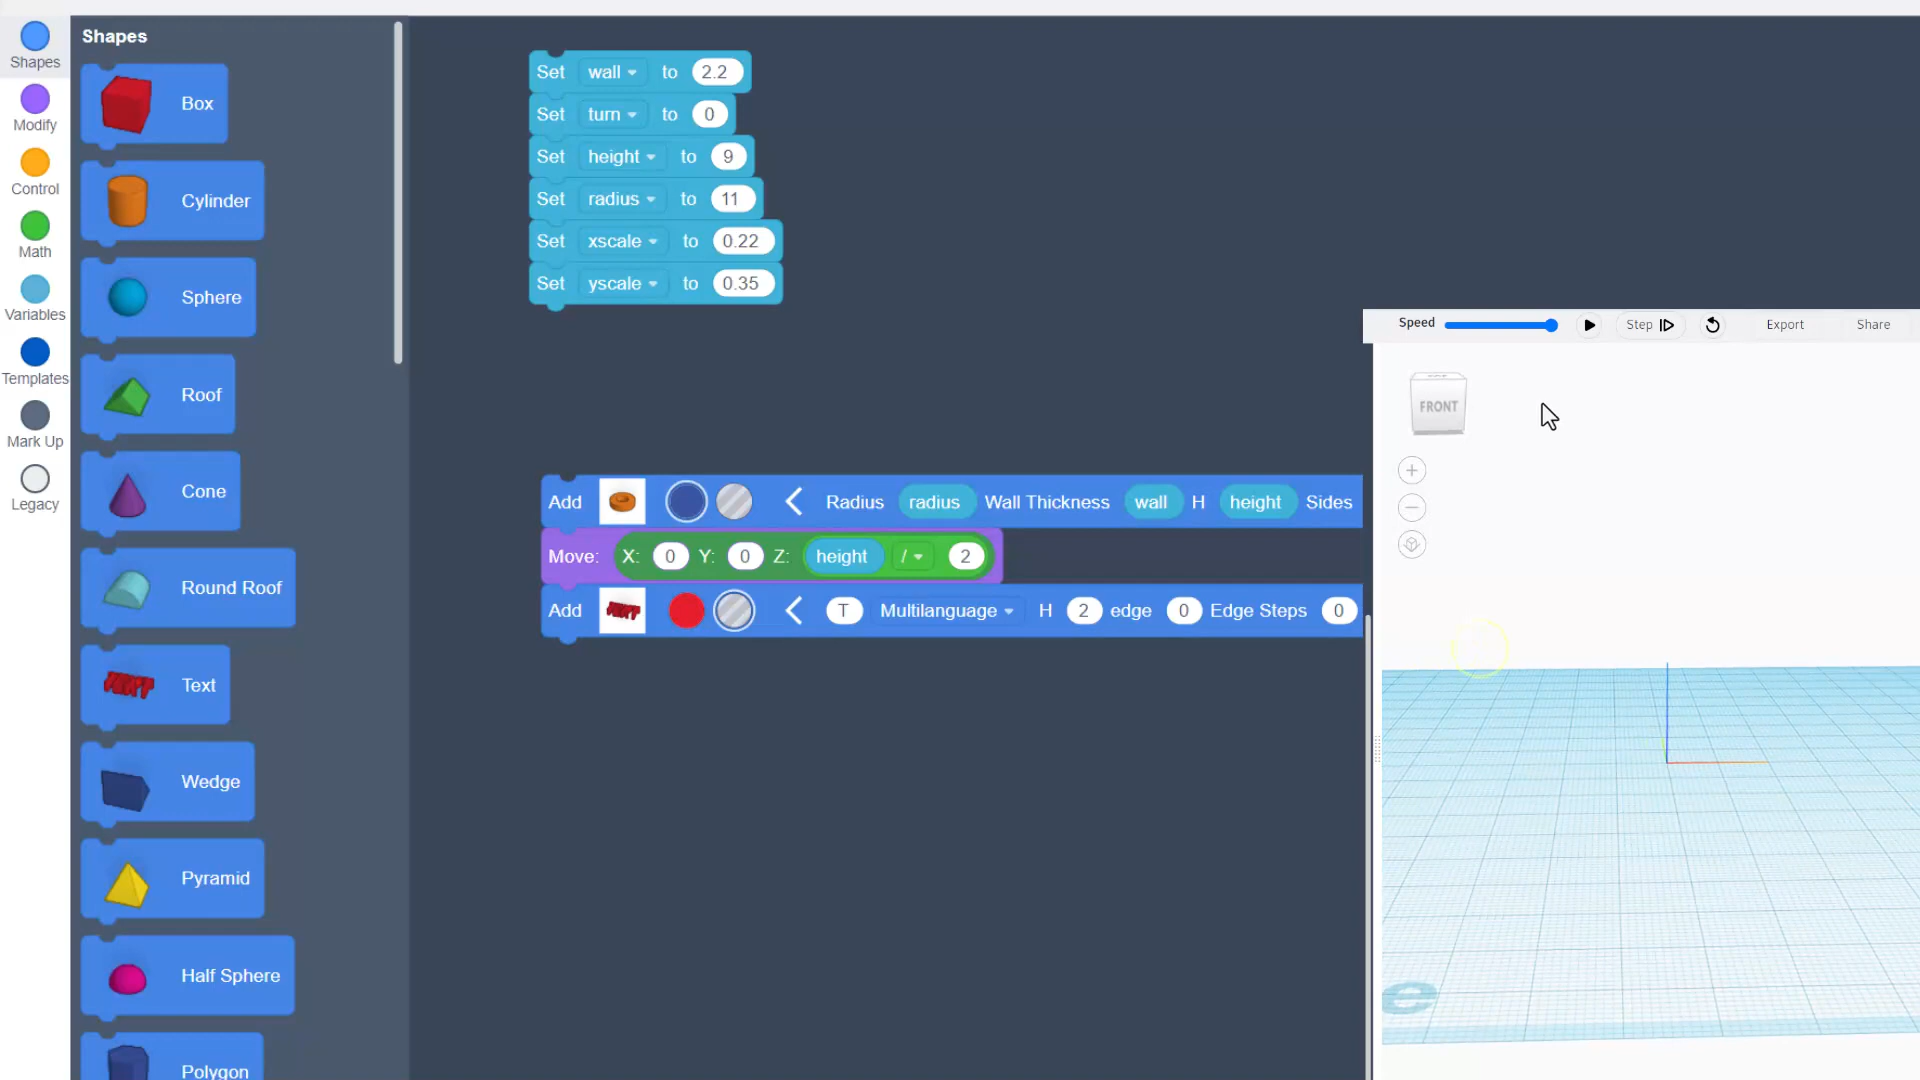 Shapes
Shapes
Modify
Control
Math
Variables
Templates
Mark Up
Legacy
Box
Cylinder
Sphere
Roof
Cone
Round Roof
Text
Wedge
Pyramid
Half Sphere
Polygon
Set wall to 2.2
Set turn to 0
Set height to 9
Set radius to 11
Set xscale to 0.22
Set yscale to 0.35
Add Radius radius Wall Thickness wall H height Sides
Move: X: 0 Y: 0 Z: height / 2
Add T Multilanguage H 2 edge 0 Edge Steps 0
Speed Step Export Share
FRONT
e